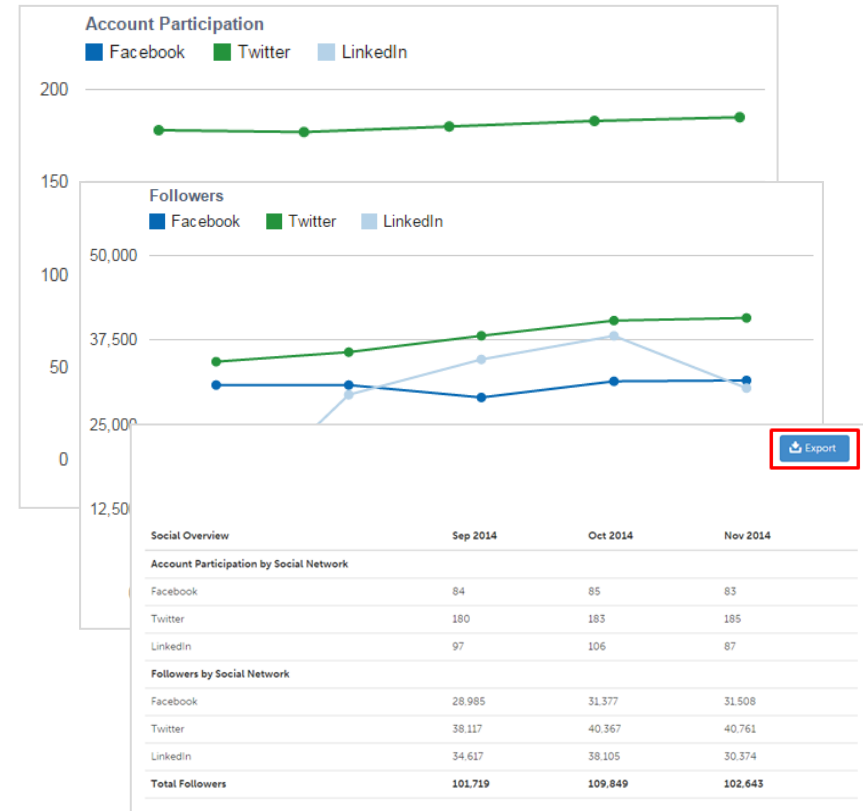 Account Participation
Facebook Twitter LinkedIn
200
150
100
50
0
Followers
Facebook Twitter LinkedIn
50,000
37,500
25,000
12,50
Export
Social Overview Sep 2014 Oct 2014 Nov 2014
Account Participation by Social Network
Facebook 84 85 83
Twitter 180 183 185
LinkedIn 97 106 87
Followers by Social Network
Facebook 28,985 31,377 31,508
Twitter 38,117 40,367 40,761
LinkedIn 34,617 38,105 30,374
Total Followers 101,719 109,849 102,643